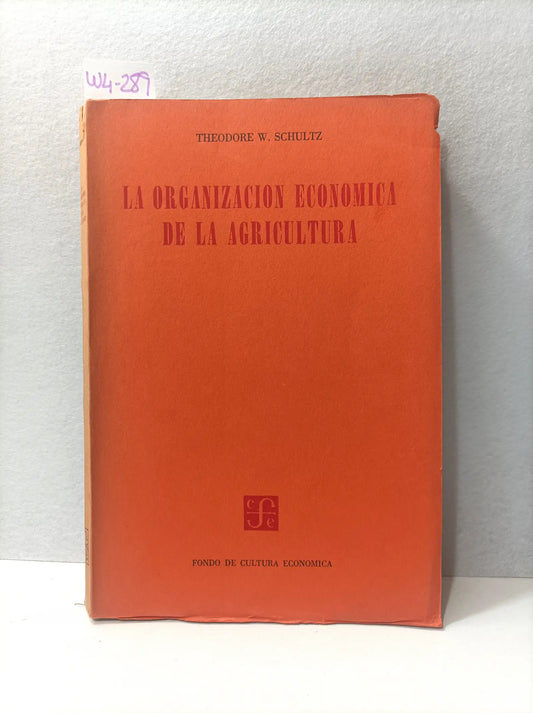 W4-289
THEODORE W. SCHULTZ
LA ORGANIZACION ECONOMICA
DE LA AGRICULTURA
c f e
FONDO DE CULTURA ECONOMICA